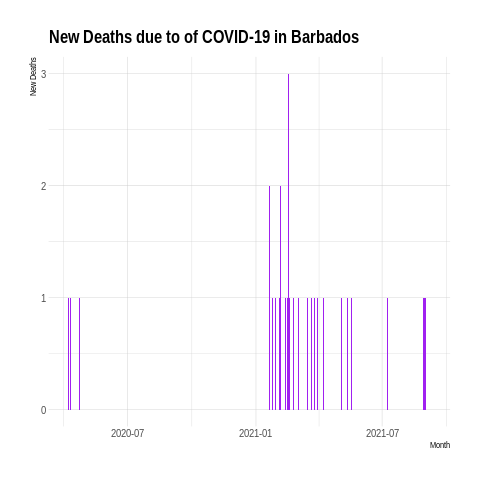 New Deaths due to of COVID-19 in Barbados
New Deaths
3
2
1
0
2020-07
2021-01
2021-07
Month